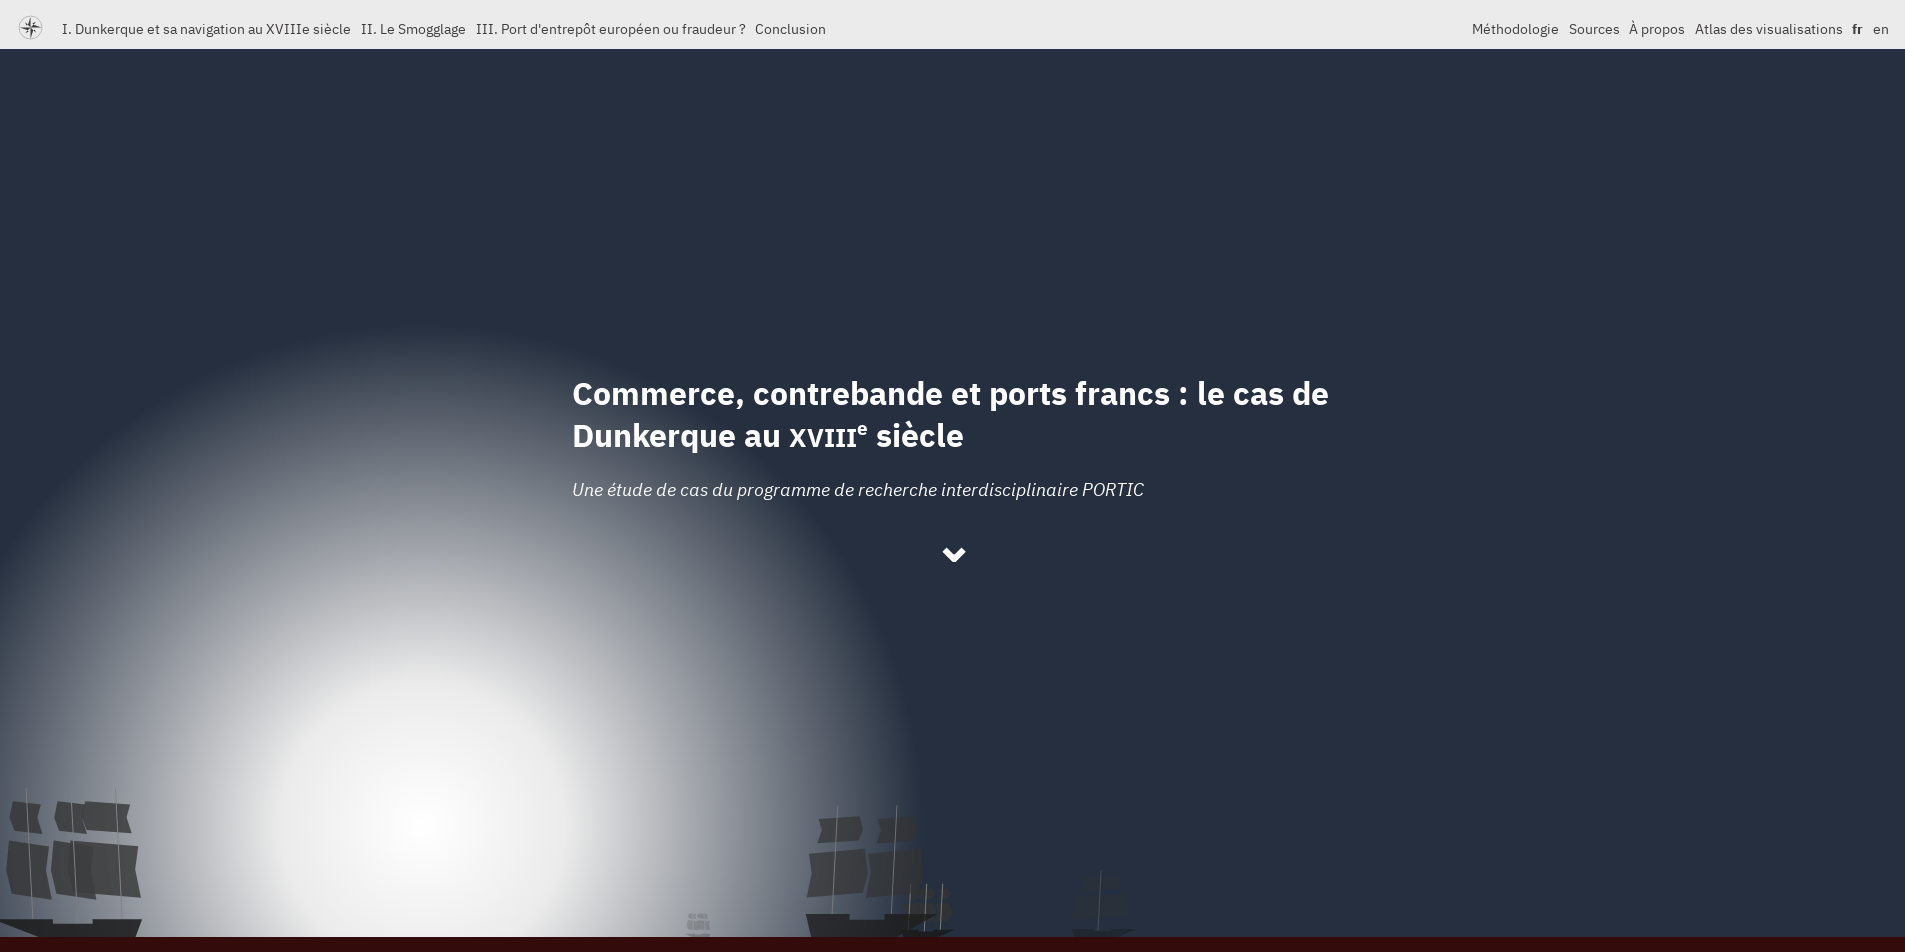 I. Dunkerque et sa navigation au XVIIIe siècle II. Le Smogglage III. Port d'entrepôt européen ou fraudeur ? Conclusion Méthodologie Sources À propos Atlas des visualisations fr en
Commerce, contrebande et ports francs : le cas de
Dunkerque au XVIIIe siècle
Une étude de cas du programme de recherche interdisciplinaire PORTIC